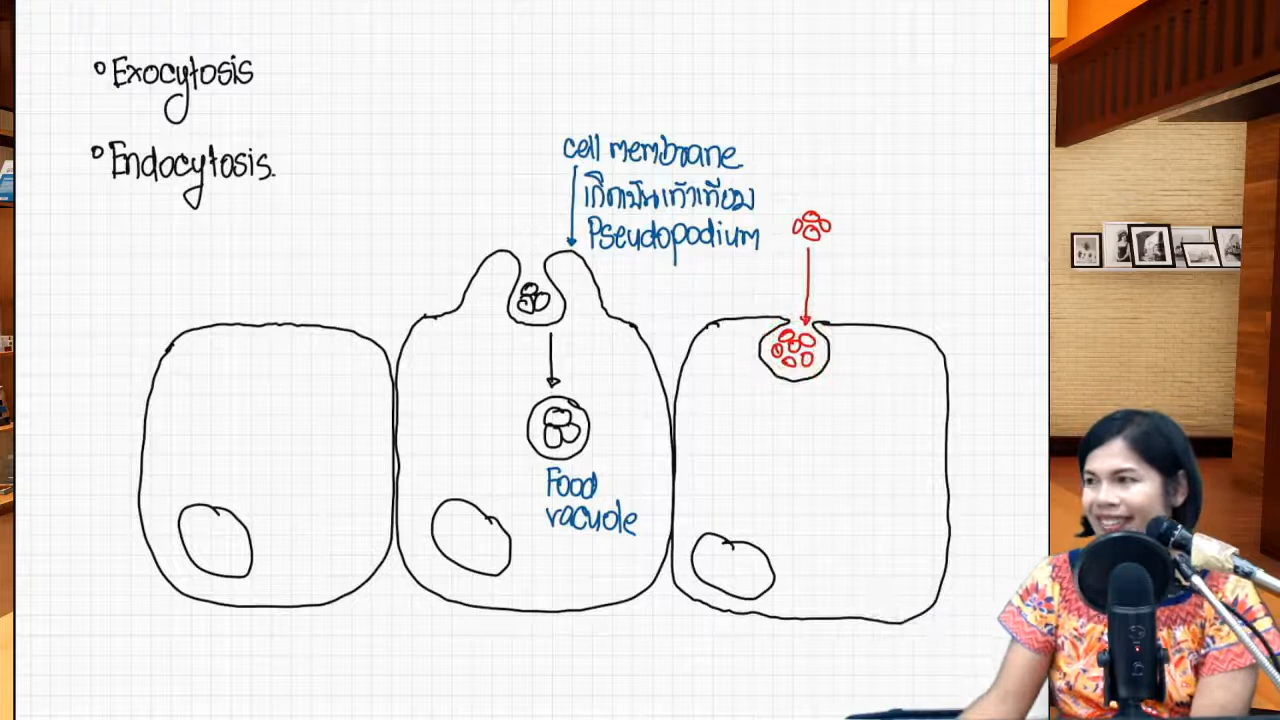 Exocytosis
Endocytosis.
cell membrane
เกิดเป็นเท้าเทียม
Pseudopodium
Food
vacuole